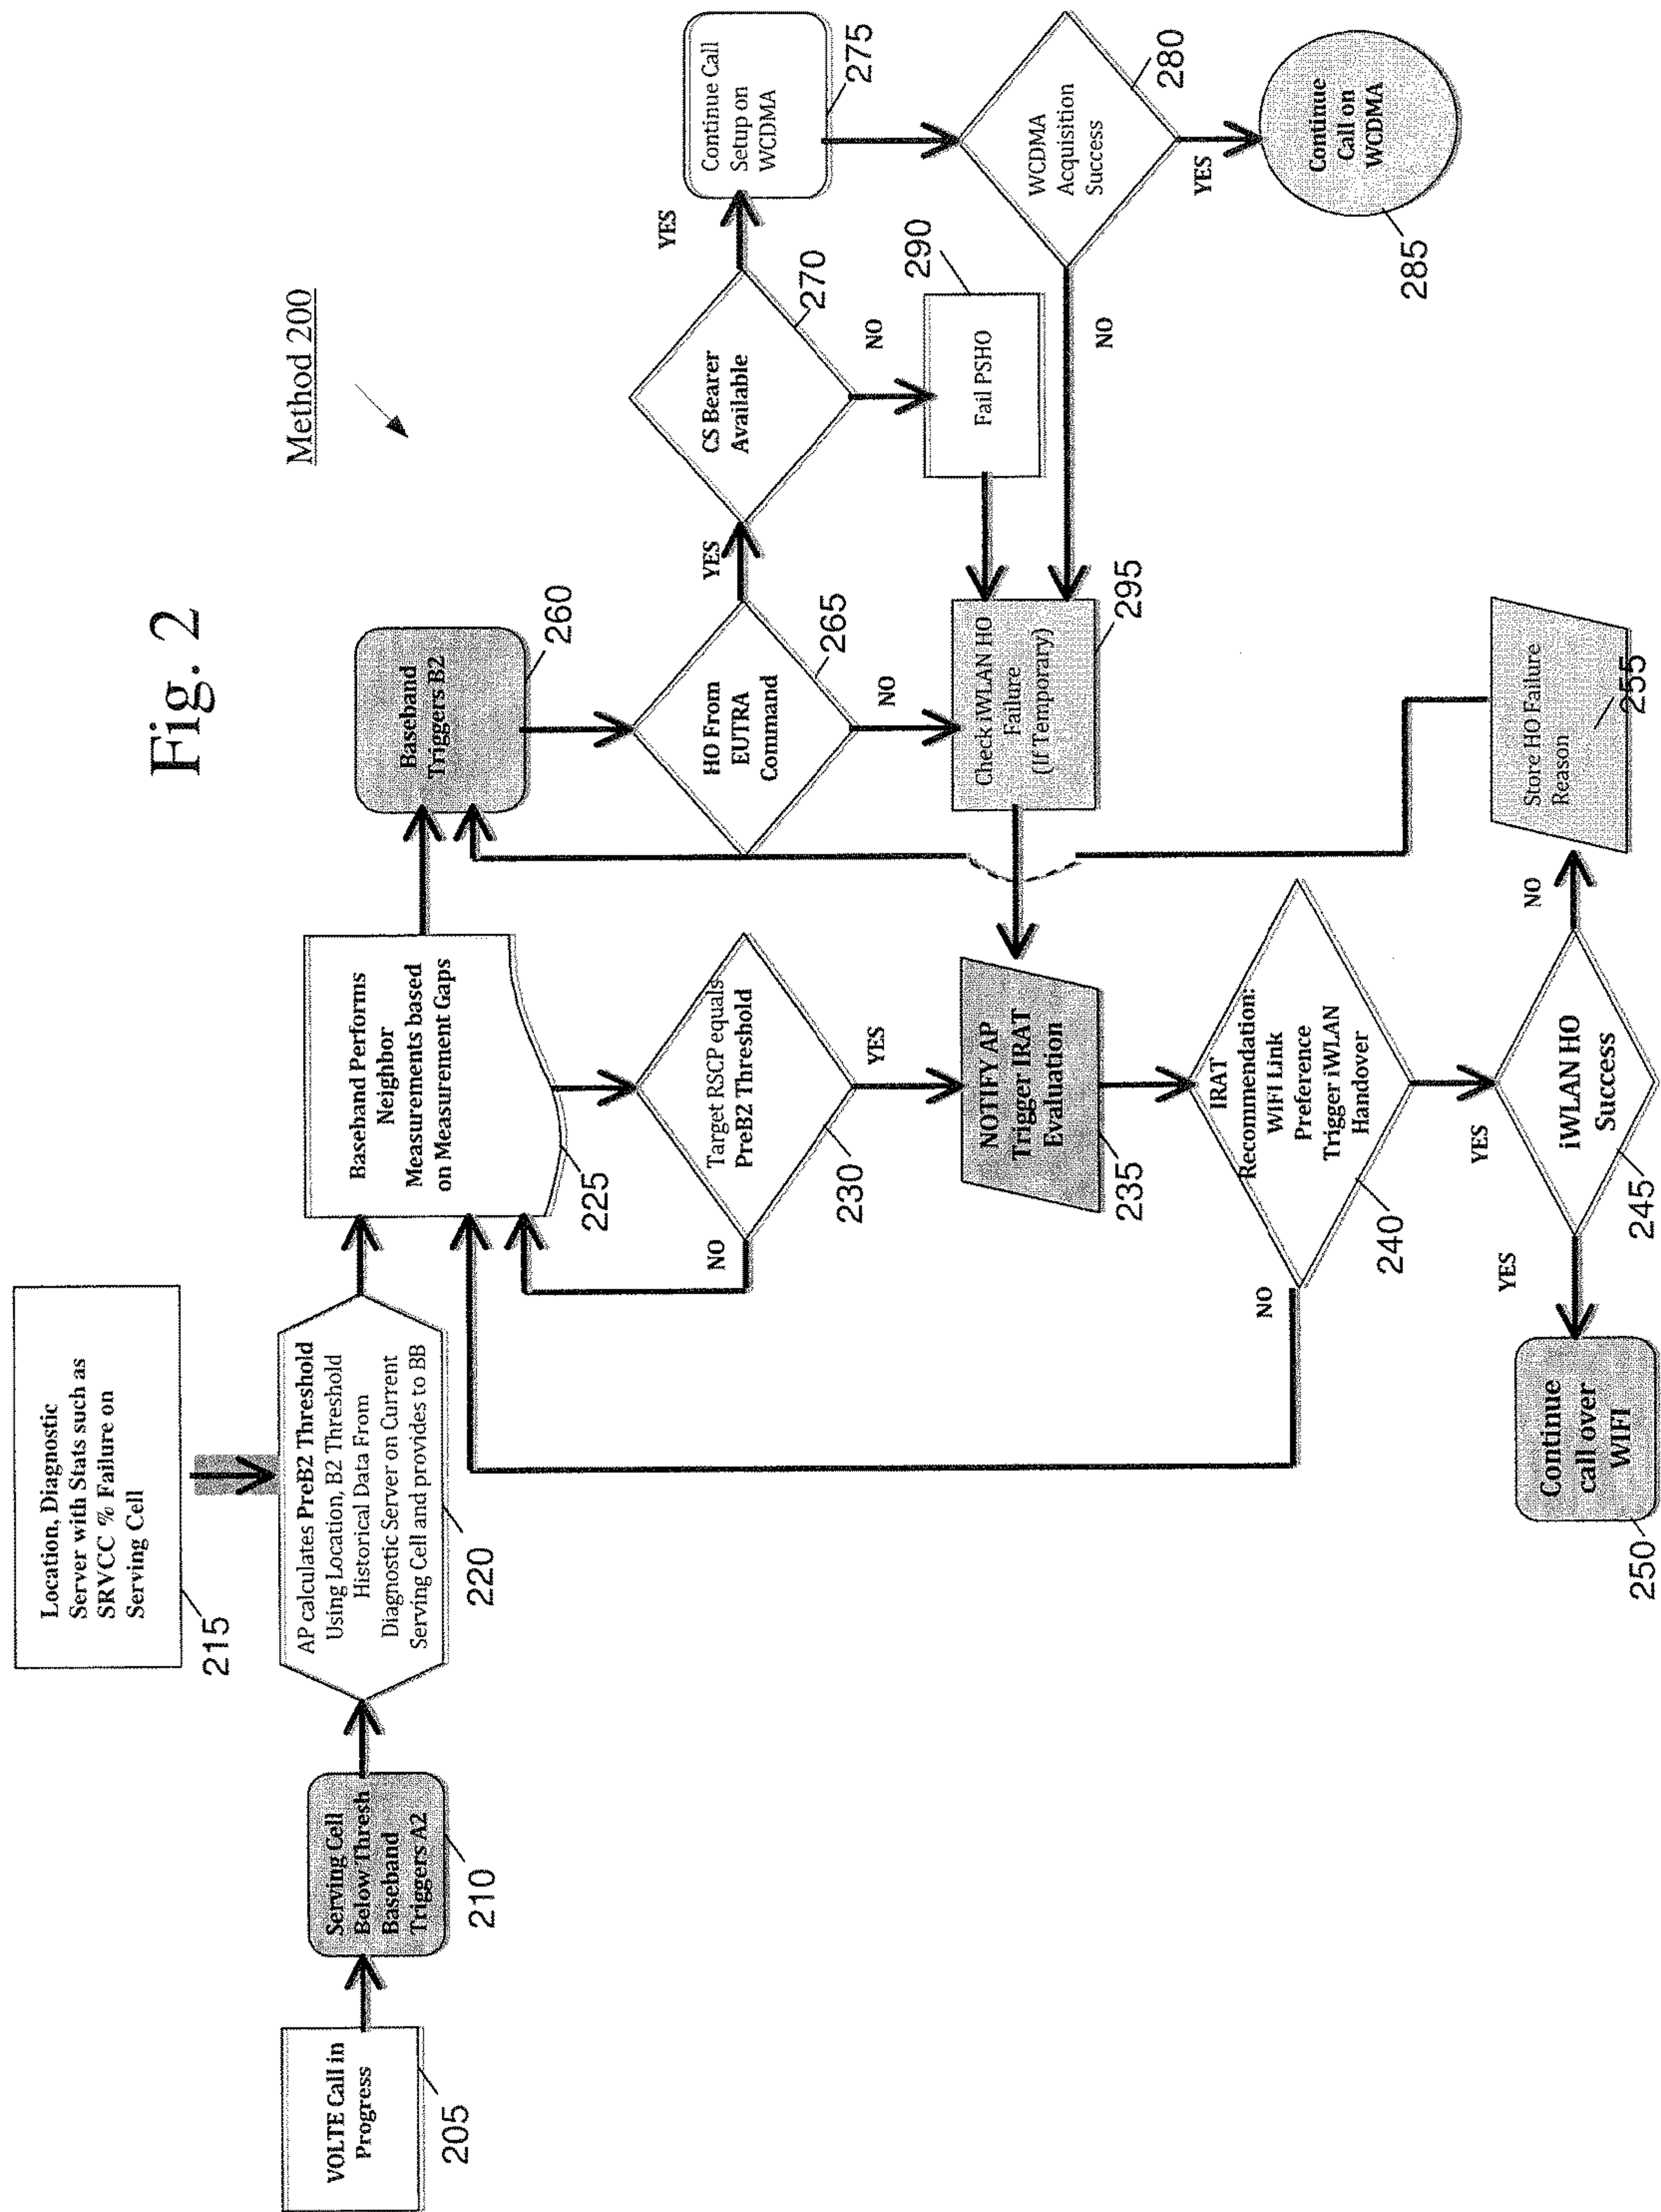 Fig. 2
Method 200
VOLTE Call in
Progress
205
Serving Cell
Below Thresh
Baseband
Triggers A2
210
Location, Diagnostic
Server with Stats such as
SRVCC % Failure on
Serving Cell
215
AP calculates PreB2 Threshold
Using Location, B2 Threshold
Historical Data From
Diagnostic Server on Current
Serving Cell and provides to BB
220
Baseband Performs
Neighbor
Measurements based
on Measurement Gaps
225
Target RSCP equals
PreB2 Threshold
230
NO
YES
NOTIFY AP
Trigger IRAT
Evaluation
235
IRAT
Recommendation:
WIFI Link
Preference
Trigger iWLAN
Handover
240
NO
YES
iWLAN HO
Success
245
YES
NO
Continue
call over
WIFI
250
Store HO Failure
Reason
255
Baseband
Triggers B2
260
HO From
EUTRA
Command
265
YES
NO
CS Bearer
Available
270
YES
NO
Continue Call
Setup on
WCDMA
275
WCDMA
Acquisition
Success
280
YES
NO
Continue
Call on
WCDMA
285
Fail PSHO
290
Check iWLAN HO
Failure
(If Temporary)
295